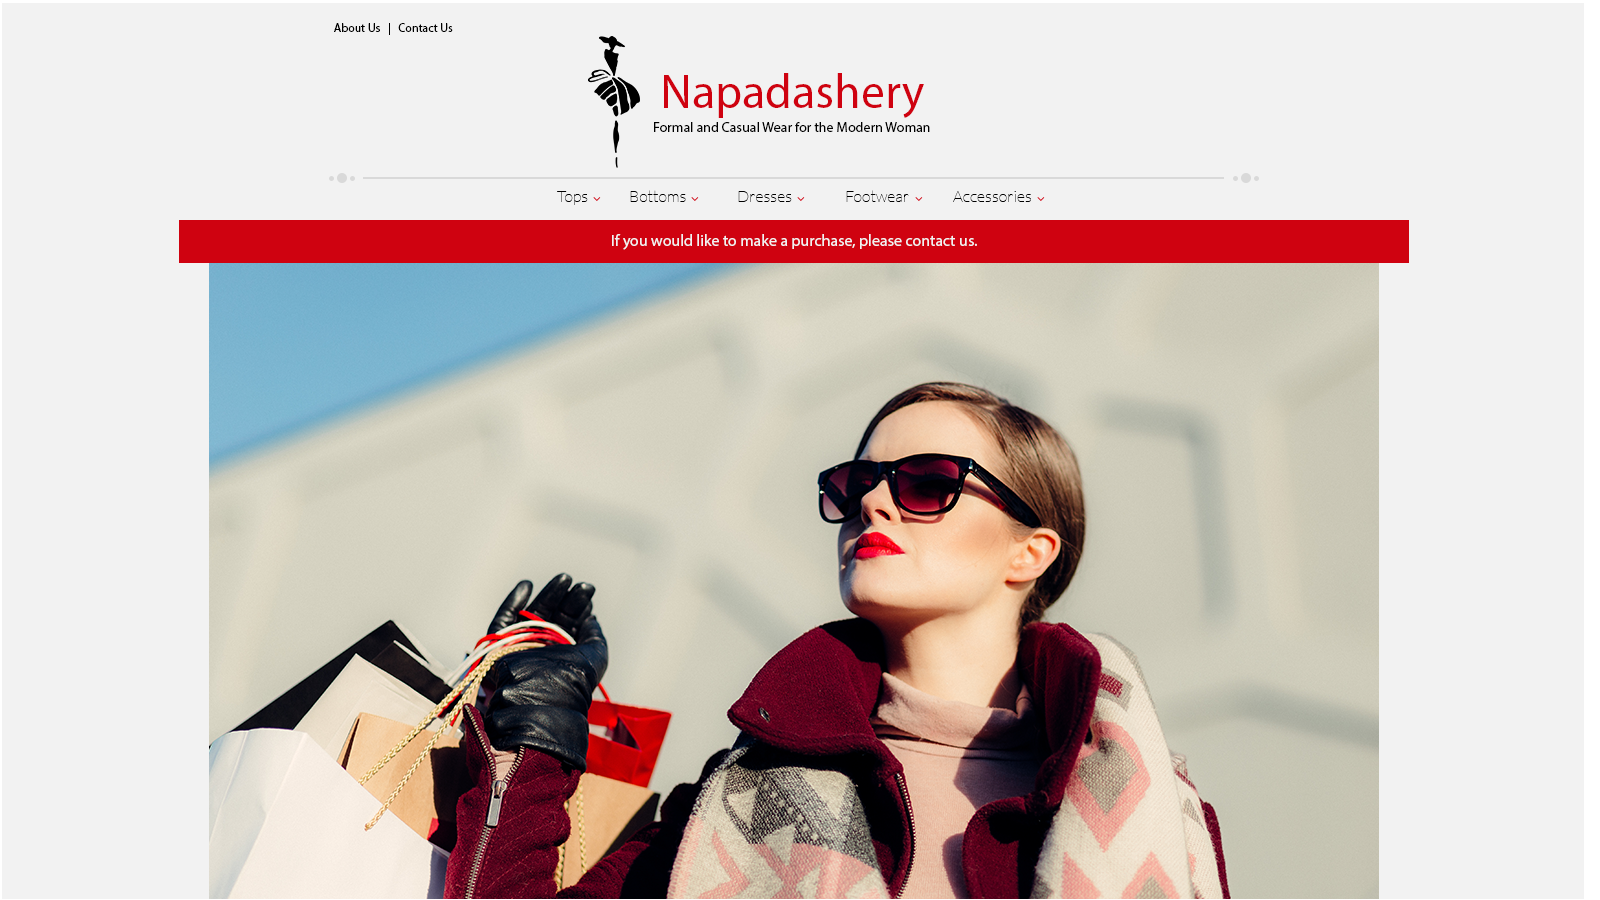 About Us | Contact Us
Napadashery
Formal and Casual Wear for the Modern Woman
Tops Bottoms Dresses Footwear Accessories
If you would like to make a purchase, please contact us.